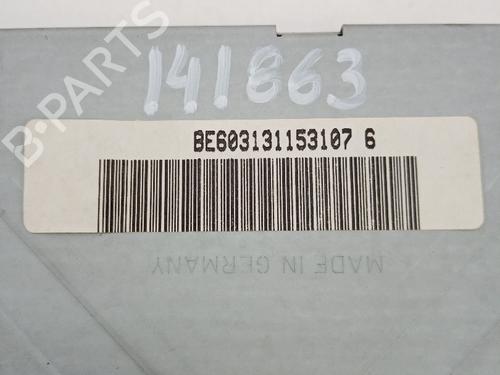 141863
BE603131153107 6
MADE IN GERMANY
B-PARTS